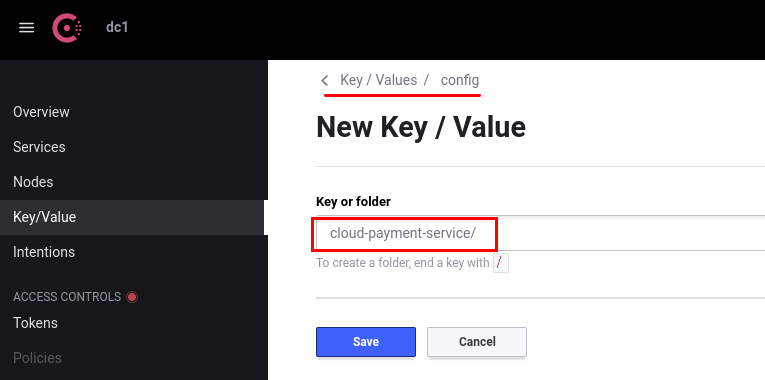 dc1
Overview
Services
Nodes
Key/Value
Intentions
ACCESS CONTROLS
Tokens
Policies
Key / Values / config
New Key / Value
Key or folder
cloud-payment-service/
To create a folder, end a key with /
Save Cancel